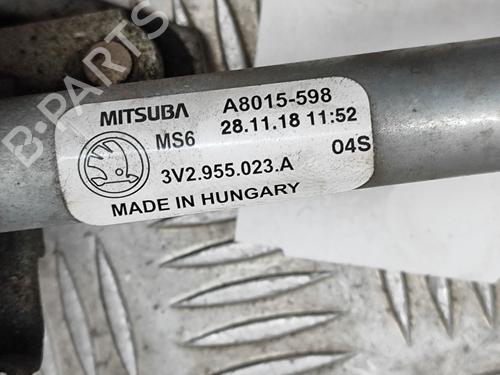 MITSUBA A8015-598
MS6 28.11.18 11:52
04S
3V2.955.023.A
MADE IN HUNGARY
B-PARTS